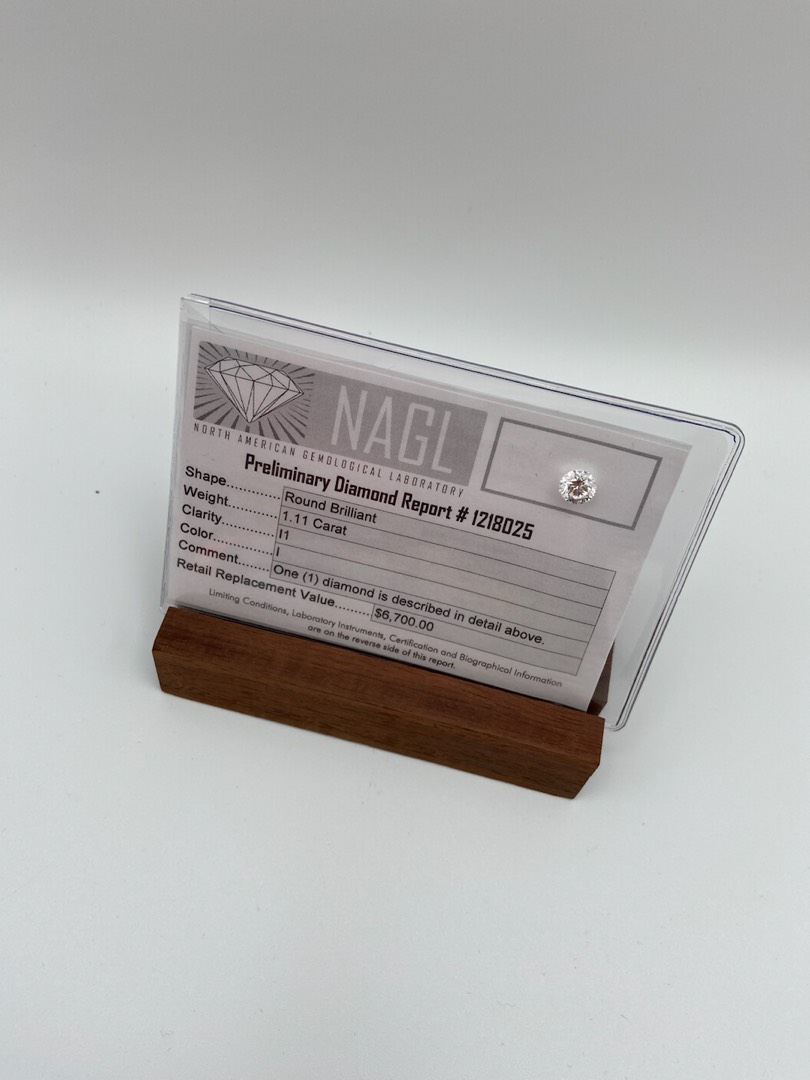 NAGL
NORTH AMERICAN GEMOLOGICAL LABORATORY
Preliminary Diamond Report # 1218025
Shape............Round Brilliant
Weight............1.11 Carat
Clarity............I1
Color............I
Comment.........One (1) diamond is described in detail above.
Retail Replacement Value.........$6,700.00
Limiting Conditions, Laboratory Instruments, Certification and Biographical Information
are on the reverse side of this report.